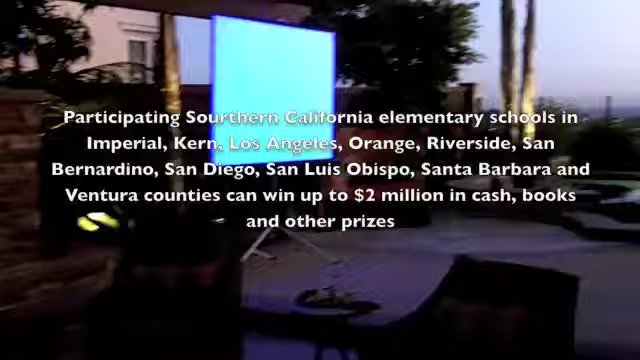 Participating Sourthern California elementary schools in
Imperial, Kern, Los Angeles, Orange, Riverside, San
Bernardino, San Diego, San Luis Obispo, Santa Barbara and
Ventura counties can win up to $2 million in cash, books
and other prizes